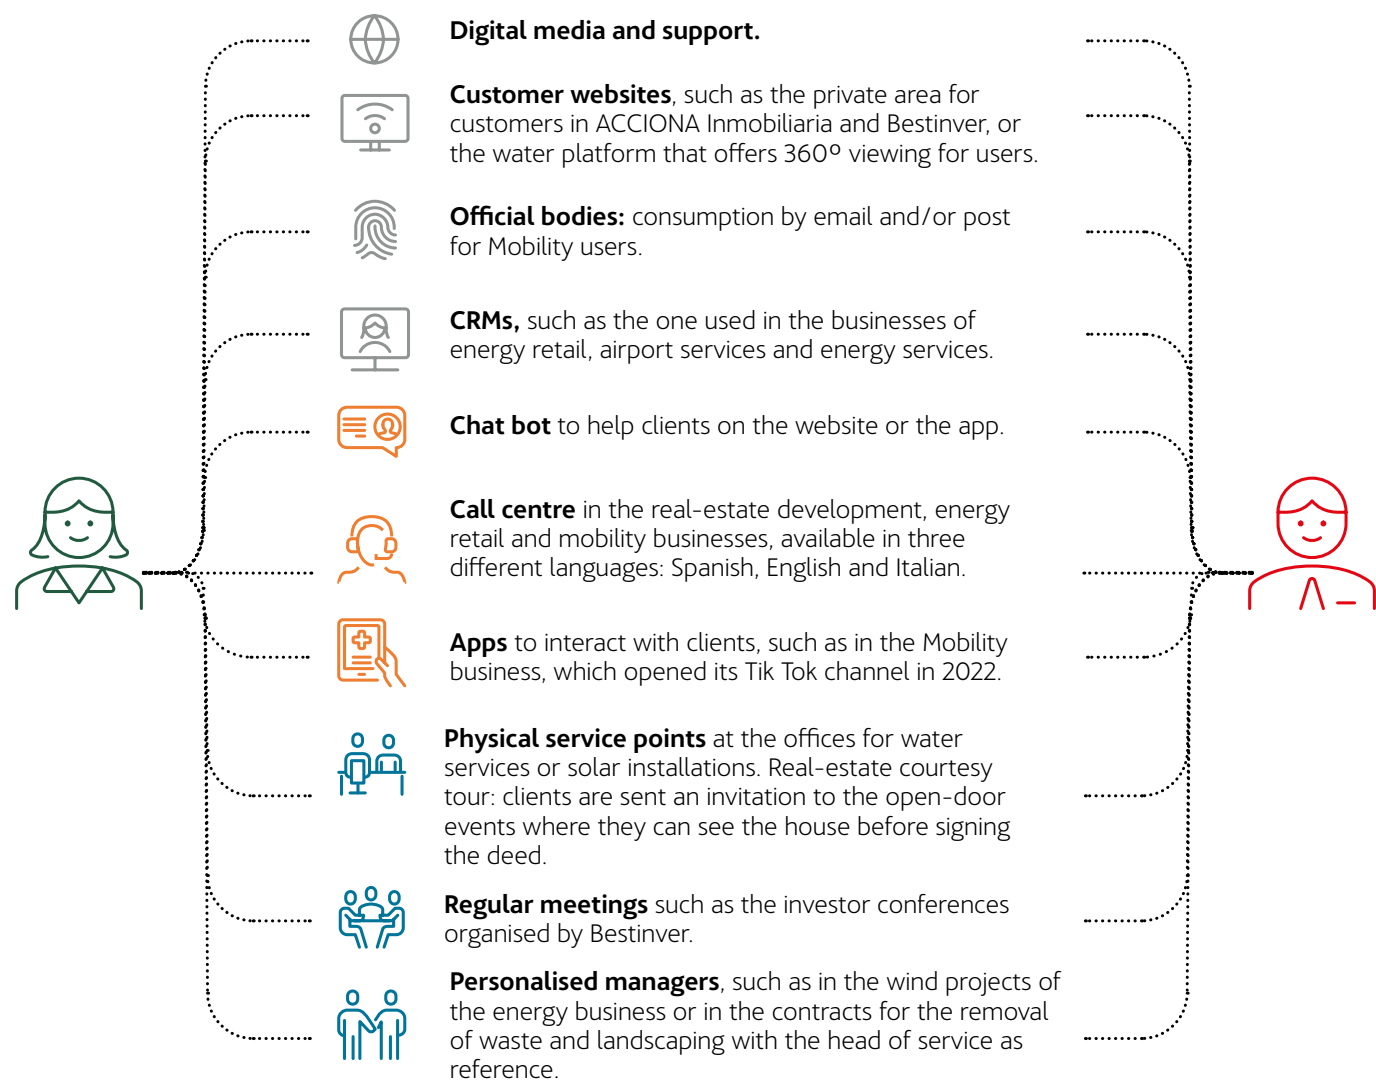 Digital media and support.
Customer websites, such as the private area for
customers in ACCIONA Inmobiliaria and Bestinver, or
the water platform that offers 360º viewing for users.
Official bodies: consumption by email and/or post
for Mobility users.
CRMs, such as the one used in the businesses of
energy retail, airport services and energy services.
Chat bot to help clients on the website or the app.
Call centre in the real-estate development, energy
retail and mobility businesses, available in three
different languages: Spanish, English and Italian.
Apps to interact with clients, such as in the Mobility
business, which opened its Tik Tok channel in 2022.
Physical service points at the offices for water
services or solar installations. Real-estate courtesy
tour: clients are sent an invitation to the open-door
events where they can see the house before signing
the deed.
Regular meetings such as the investor conferences
organised by Bestinver.
Personalised managers, such as in the wind projects of
the energy business or in the contracts for the removal
of waste and landscaping with the head of service as
reference.